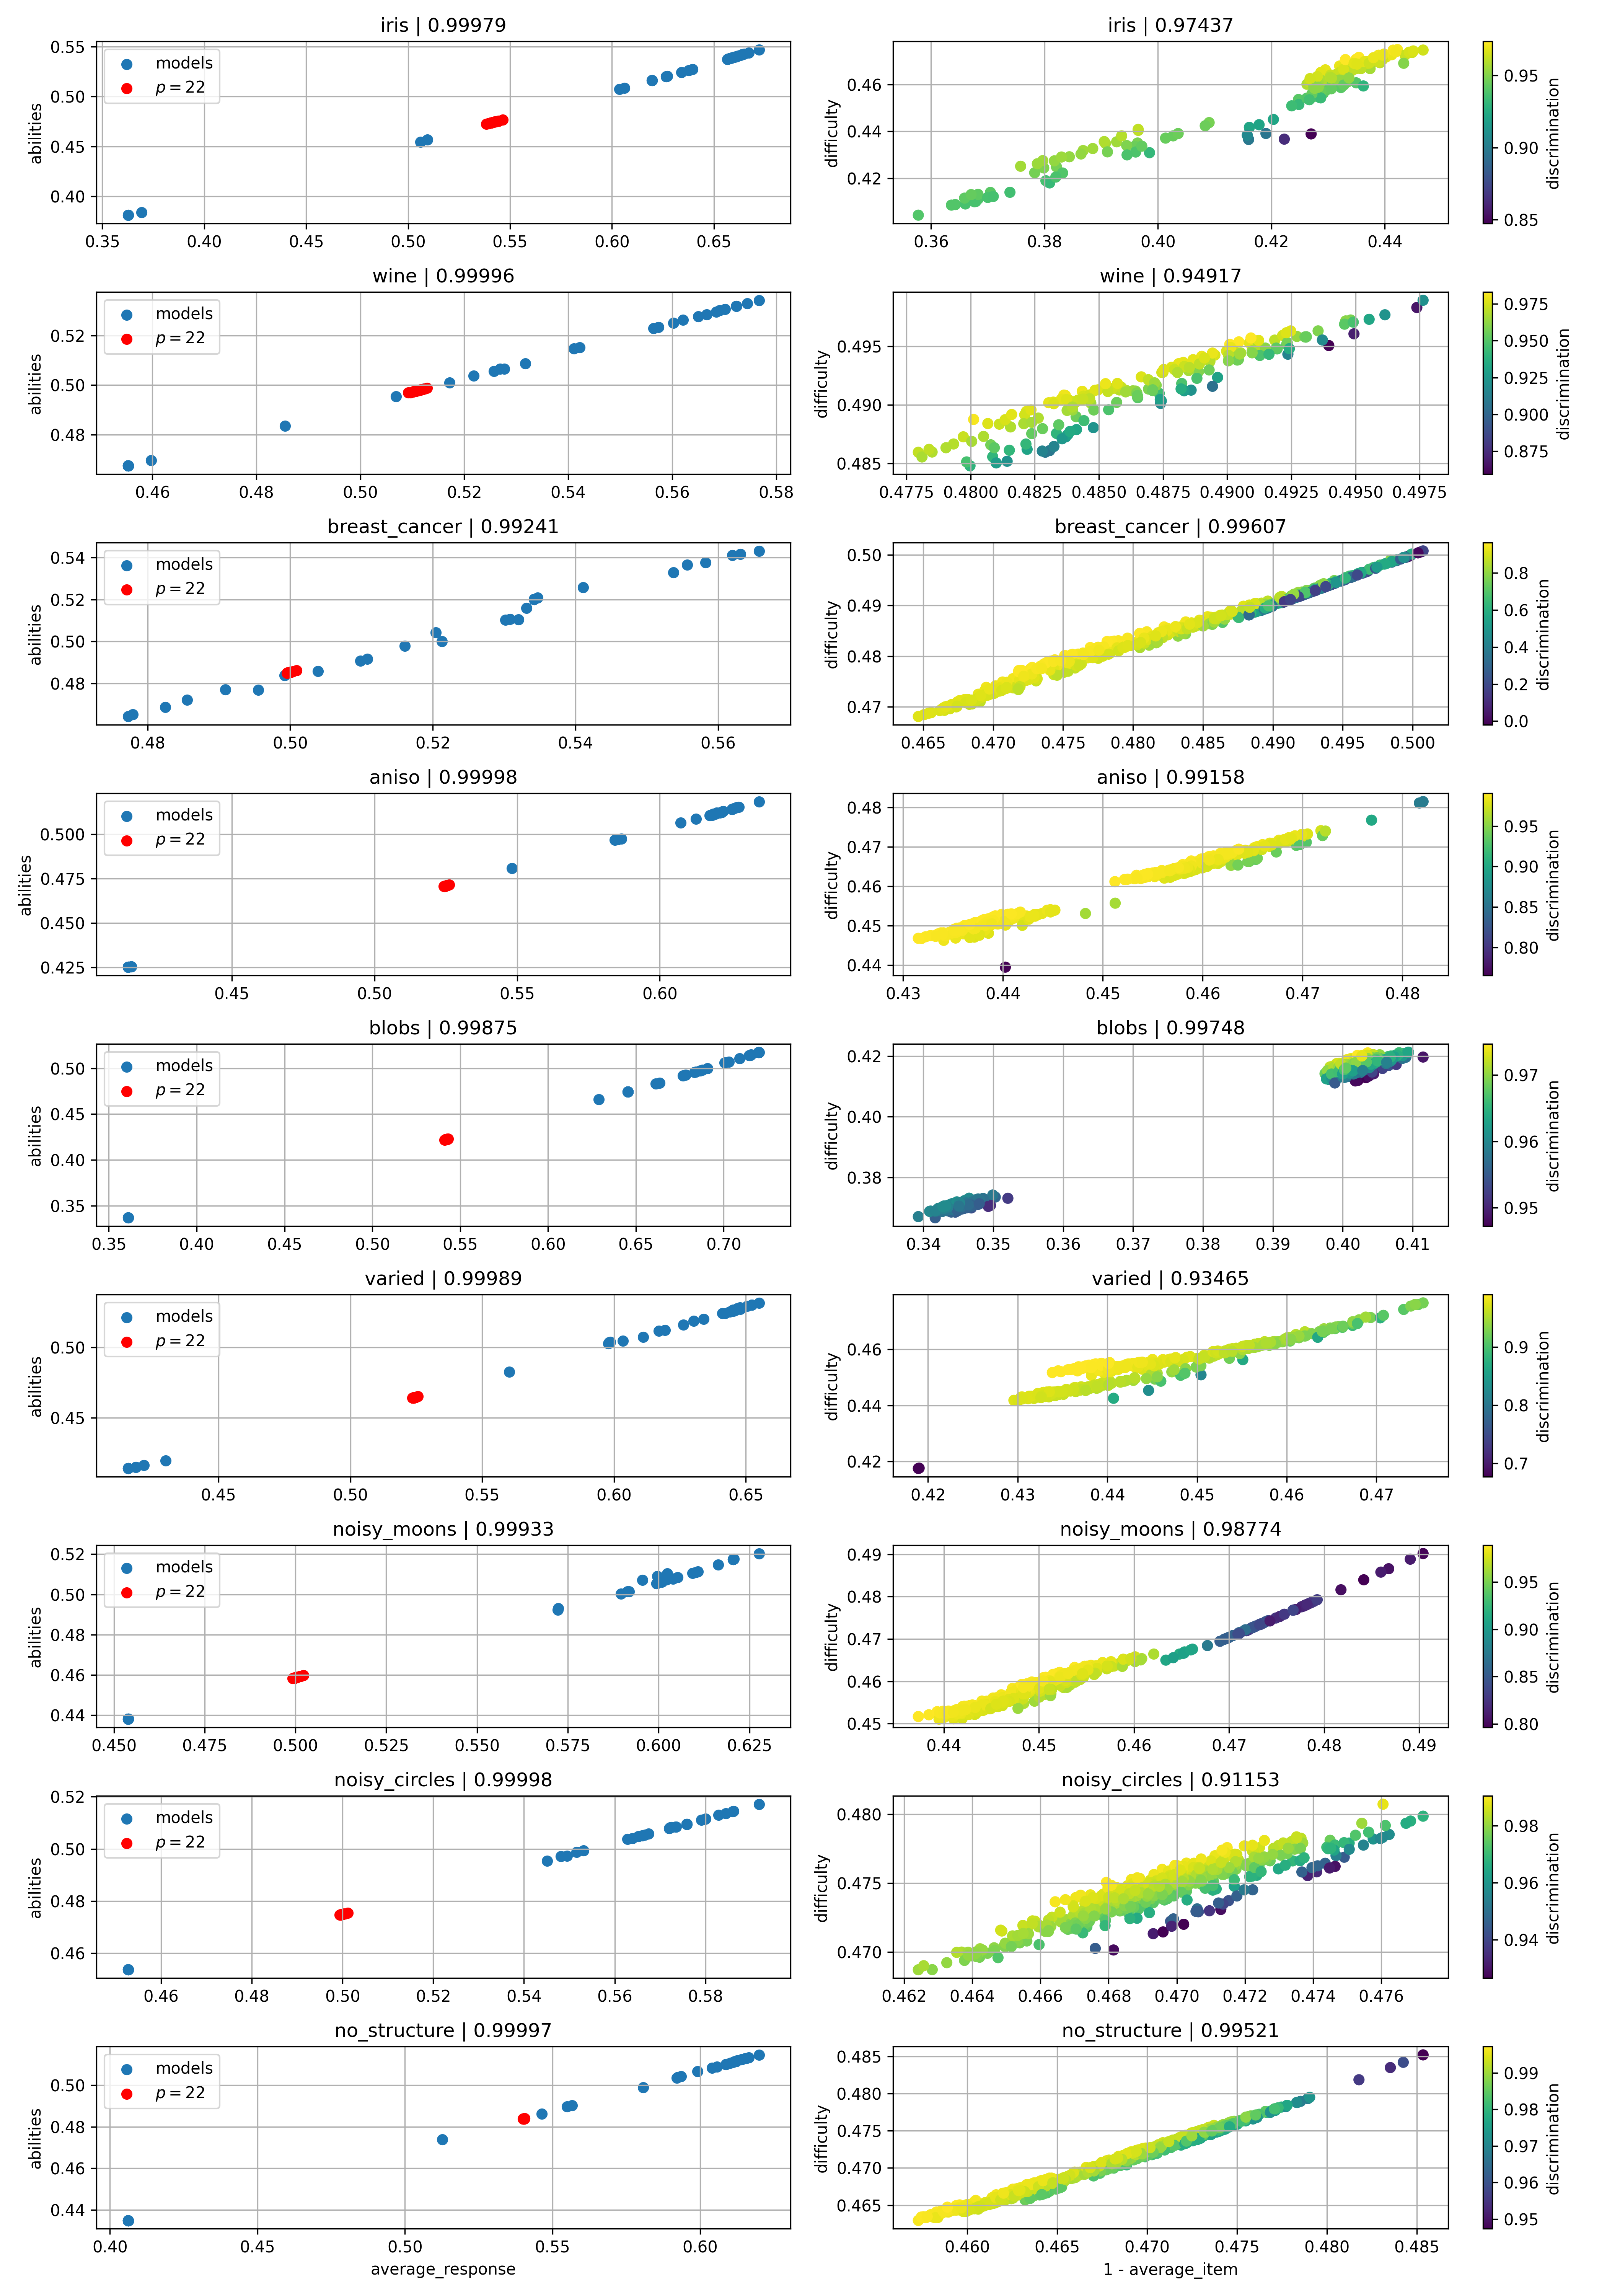 iris | 0.99979
abilities
0.55
0.50
0.45
0.40
models
p = 22
0.35 0.40 0.45 0.50 0.55 0.60 0.65
iris | 0.97437
difficulty
0.46
0.44
0.42
0.36 0.38 0.40 0.42 0.44
0.95
0.90
0.85
discrimination
wine | 0.99996
abilities
0.52
0.50
0.48
models
p = 22
0.46 0.48 0.50 0.52 0.54 0.56 0.58
wine | 0.94917
difficulty
0.495
0.490
0.485
0.4775 0.4800 0.4825 0.4850 0.4875 0.4900 0.4925 0.4950 0.4975
0.975
0.950
0.925
0.900
0.875
discrimination
breast_cancer | 0.99241
abilities
0.54
0.52
0.50
0.48
models
p = 22
0.48 0.50 0.52 0.54 0.56
breast_cancer | 0.99607
difficulty
0.50
0.49
0.48
0.47
0.465 0.470 0.475 0.480 0.485 0.490 0.495 0.500
0.8
0.6
0.4
0.2
0.0
discrimination
aniso | 0.99998
abilities
0.500
0.475
0.450
0.425
models
p = 22
0.45 0.50 0.55 0.60
aniso | 0.99158
difficulty
0.48
0.47
0.46
0.45
0.44
0.43 0.44 0.45 0.46 0.47 0.48
0.95
0.90
0.85
0.80
discrimination
blobs | 0.99875
abilities
0.50
0.45
0.40
0.35
models
p = 22
0.35 0.40 0.45 0.50 0.55 0.60 0.65 0.70
blobs | 0.99748
difficulty
0.42
0.40
0.38
0.34 0.35 0.36 0.37 0.38 0.39 0.40 0.41
0.97
0.96
0.95
discrimination
varied | 0.99989
abilities
0.50
0.45
models
p = 22
0.45 0.50 0.55 0.60 0.65
varied | 0.93465
difficulty
0.46
0.44
0.42
0.42 0.43 0.44 0.45 0.46 0.47
0.9
0.8
0.7
discrimination
noisy_moons | 0.99933
abilities
0.52
0.50
0.48
0.46
0.44
models
p = 22
0.450 0.475 0.500 0.525 0.550 0.575 0.600 0.625
noisy_moons | 0.98774
difficulty
0.49
0.48
0.47
0.46
0.45
0.44 0.45 0.46 0.47 0.48 0.49
0.95
0.90
0.85
0.80
discrimination
noisy_circles | 0.99998
abilities
0.52
0.50
0.48
0.46
models
p = 22
0.46 0.48 0.50 0.52 0.54 0.56 0.58
noisy_circles | 0.91153
difficulty
0.480
0.475
0.470
0.462 0.464 0.466 0.468 0.470 0.472 0.474 0.476
0.98
0.96
0.94
discrimination
no_structure | 0.99997
abilities
0.50
0.48
0.46
0.44
models
p = 22
0.40 0.45 0.50 0.55 0.60
average_response
no_structure | 0.99521
difficulty
0.485
0.480
0.475
0.470
0.465
0.460 0.465 0.470 0.475 0.480 0.485
1 - average_item
0.99
0.98
0.97
0.96
0.95
discrimination